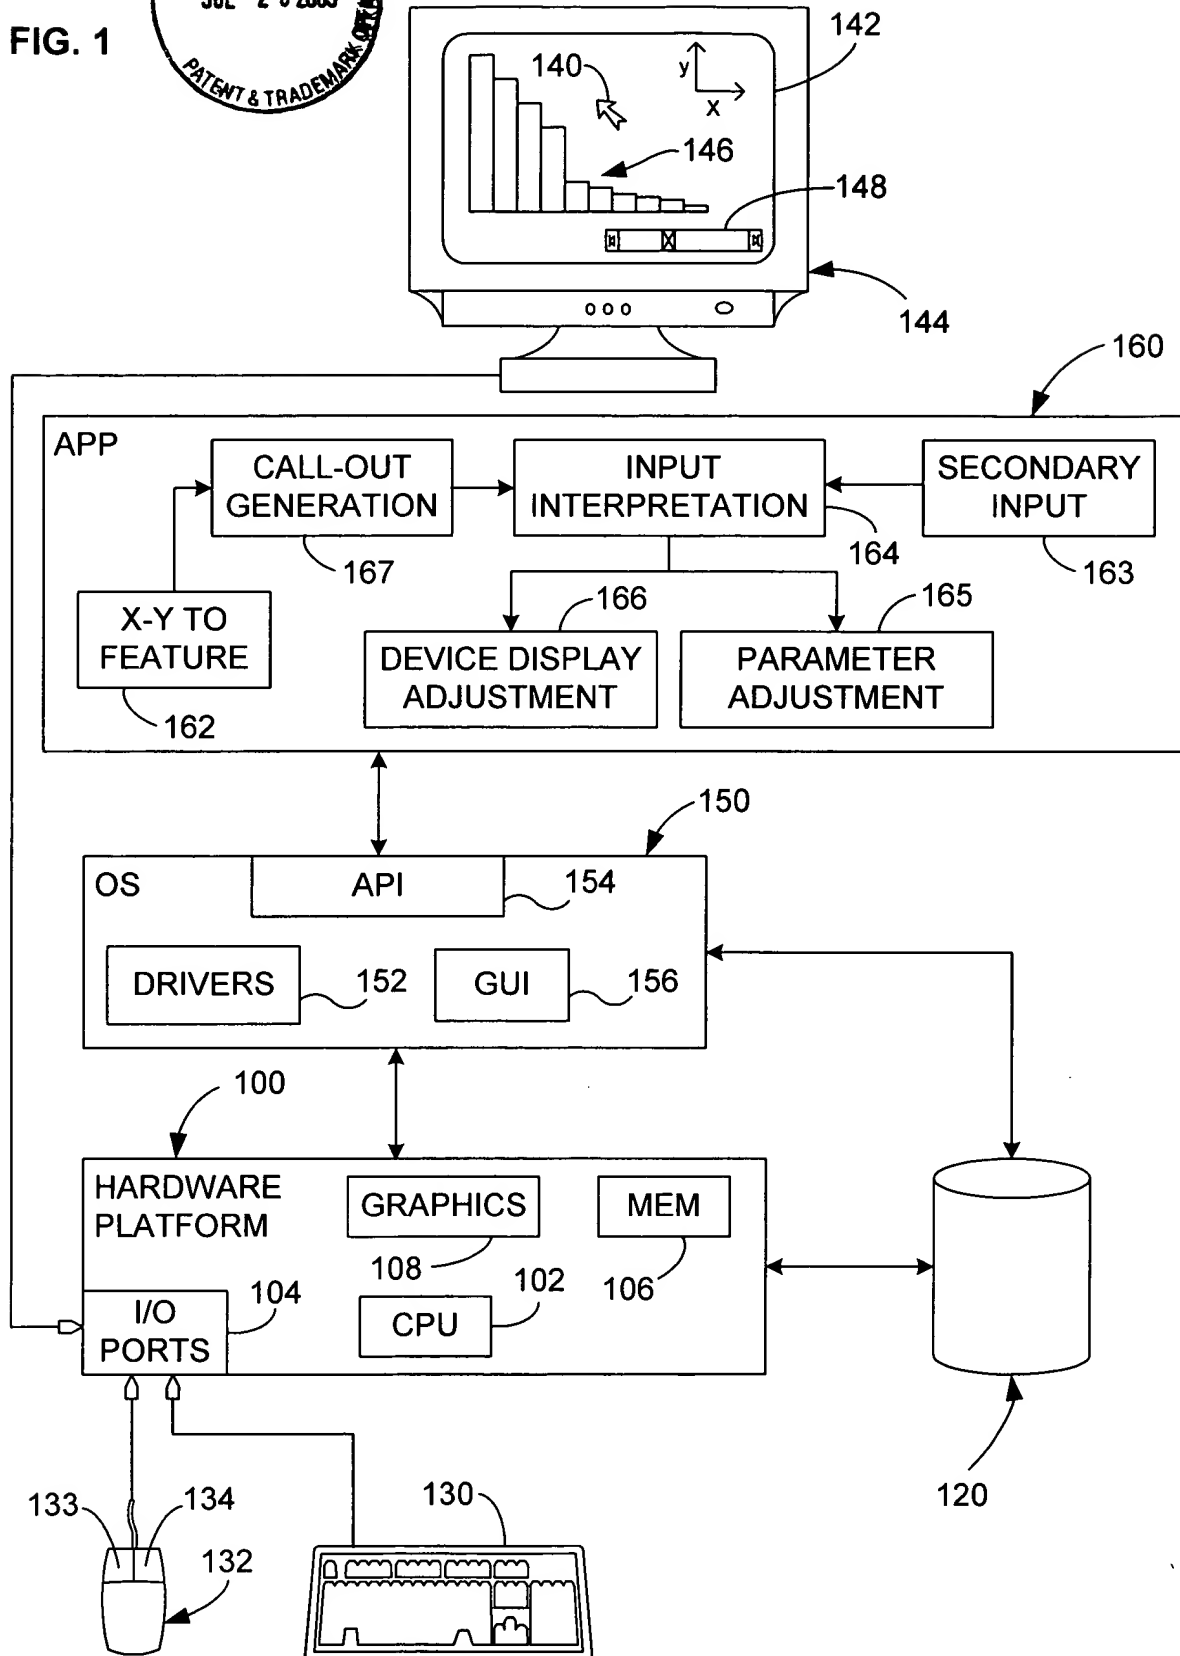 FIG. 1
PATENT & TRADEMARK
140
y
X
142
146
148
144
160
APP
CALL-OUT
GENERATION
INPUT
INTERPRETATION
SECONDARY
INPUT
167
164
163
X-Y TO
FEATURE
166
165
DEVICE DISPLAY
ADJUSTMENT
PARAMETER
ADJUSTMENT
162
150
OS
API
154
DRIVERS
152
GUI
156
100
HARDWARE
PLATFORM
GRAPHICS
MEM
108
102
106
I/O
PORTS
104
CPU
120
133
134
130
132